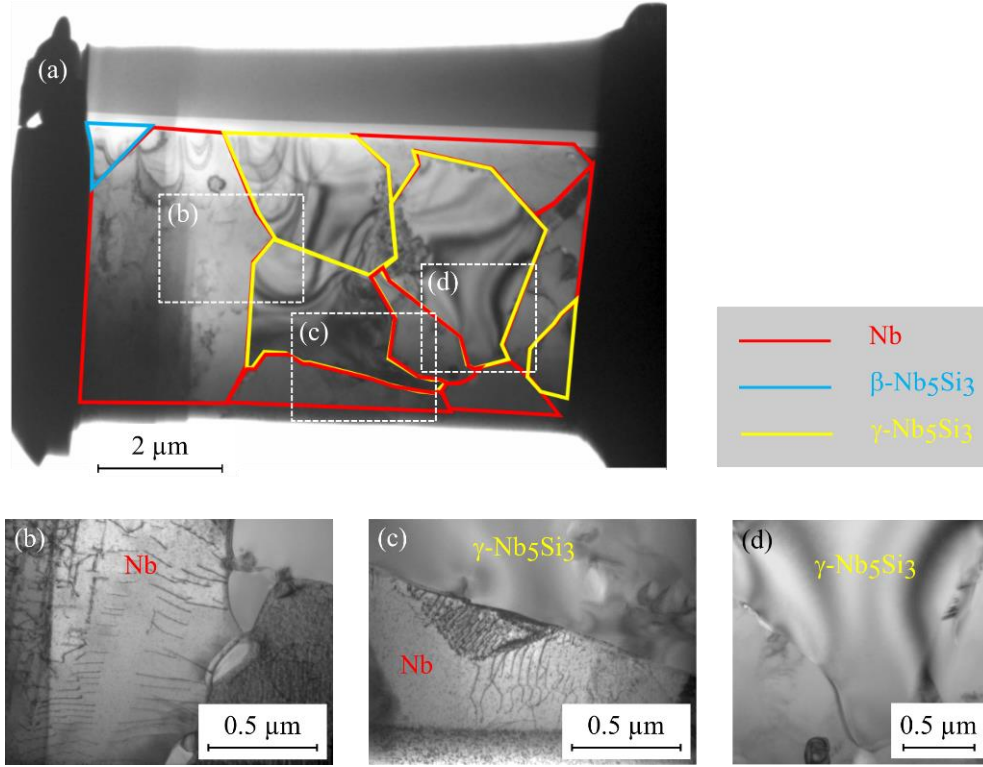 (a)
(b)
(c)
(d)
2 µm
Nb
β-Nb5Si3
γ-Nb5Si3
(b)
Nb
0.5 µm
(c)
γ-Nb5Si3
Nb
0.5 µm
(d)
γ-Nb5Si3
0.5 µm